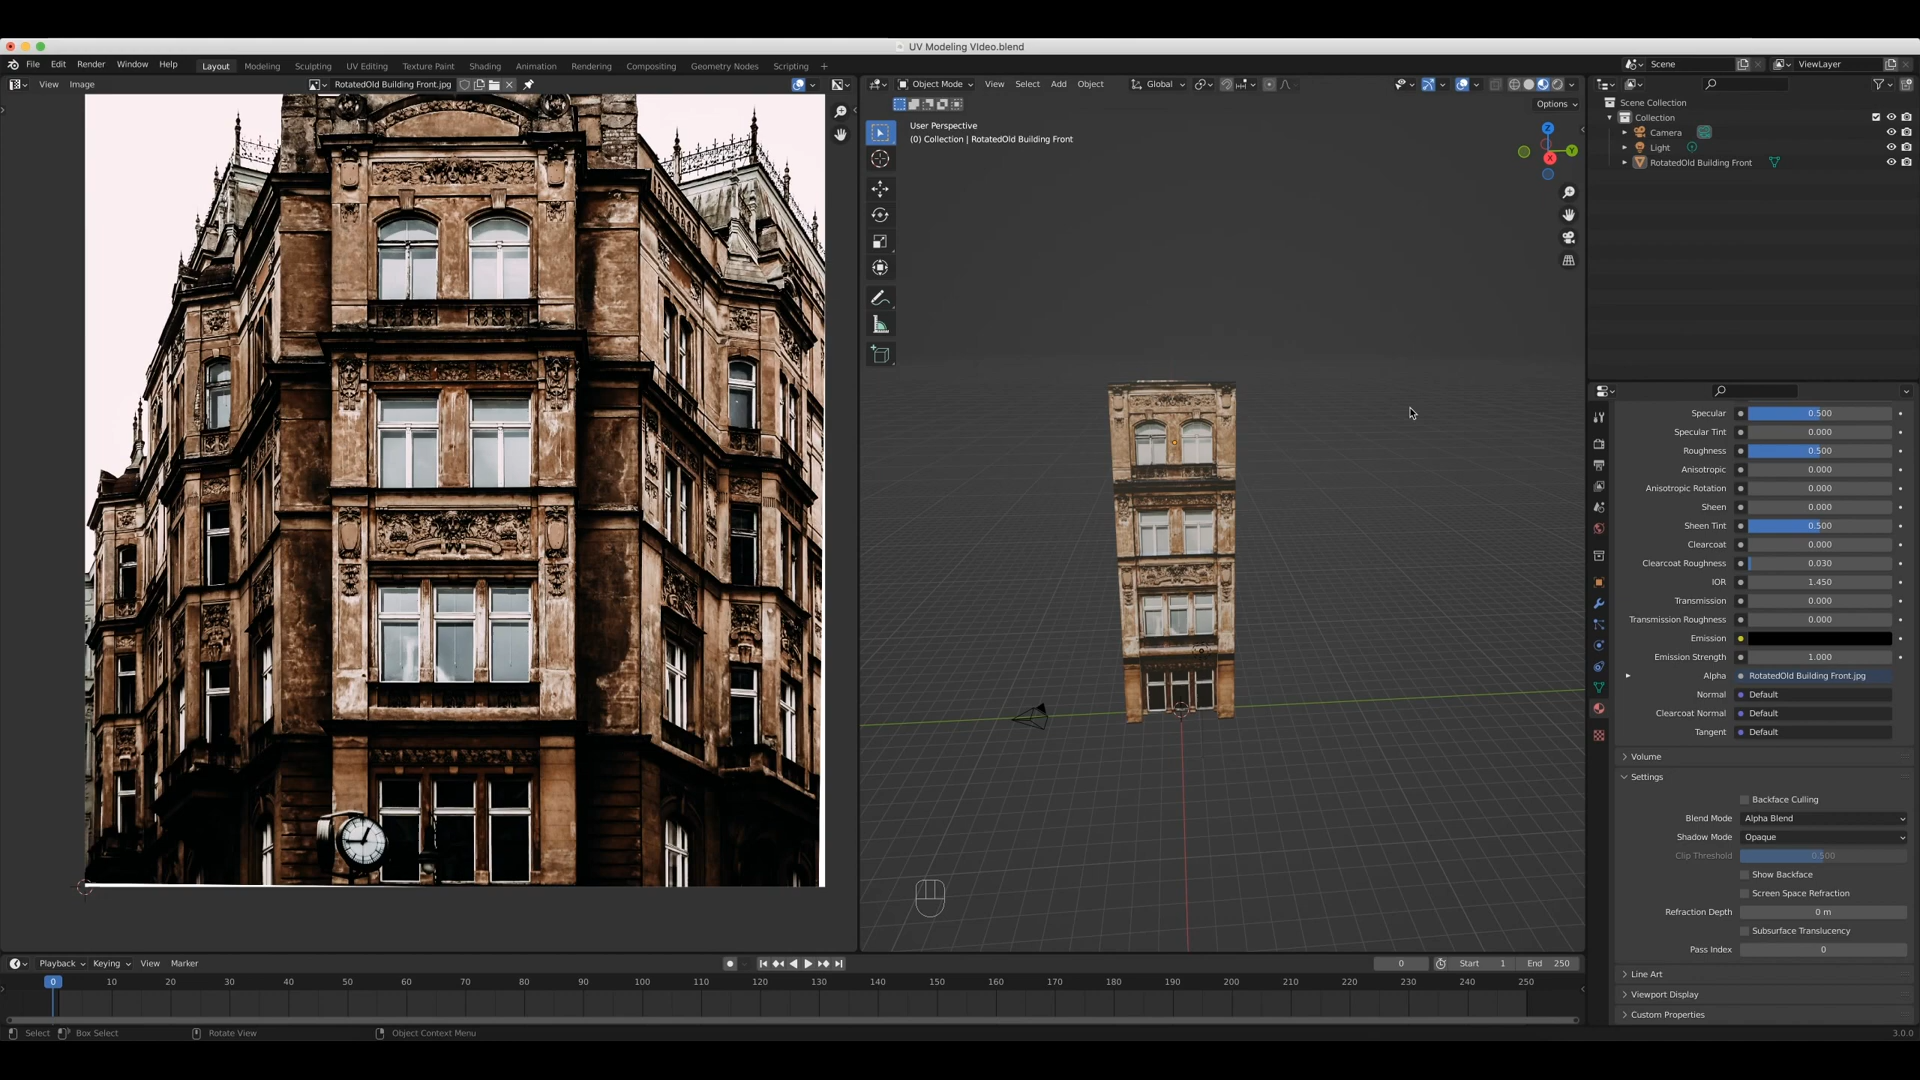 UV Modeling VIdeo.blend
File Edit Render Window Help Layout Modeling Sculpting UV Editing Texture Paint Shading Animation Rendering Compositing Geometry Nodes Scripting + Scene ViewLayer
View Image RotatedOld Building Front.jpg Object Mode View Select Add Object Global
Options
User Perspective
(0) Collection | RotatedOld Building Front
Z
Y
X
Scene Collection
Collection
Camera
Light
RotatedOld Building Front
Specular 0.500
Specular Tint 0.000
Roughness 0.500
Anisotropic 0.000
Anisotropic Rotation 0.000
Sheen 0.000
Sheen Tint 0.500
Clearcoat 0.000
Clearcoat Roughness 0.030
IOR 1.450
Transmission 0.000
Transmission Roughness 0.000
Emission
Emission Strength 1.000
Alpha RotatedOld Building Front.jpg
Normal Default
Clearcoat Normal Default
Tangent Default
Volume
Settings
Backface Culling
Blend Mode Alpha Blend
Shadow Mode Opaque
Clip Threshold 0.500
Show Backface
Screen Space Refraction
Refraction Depth 0 m
Subsurface Translucency
Pass Index 0
Line Art
Viewport Display
Custom Properties
Playback Keying View Marker 0 Start 1 End 250
0 10 20 30 40 50 60 70 80 90 100 110 120 130 140 150 160 170 180 190 200 210 220 230 240 250
Select Box Select Rotate View Object Context Menu 3.0.0